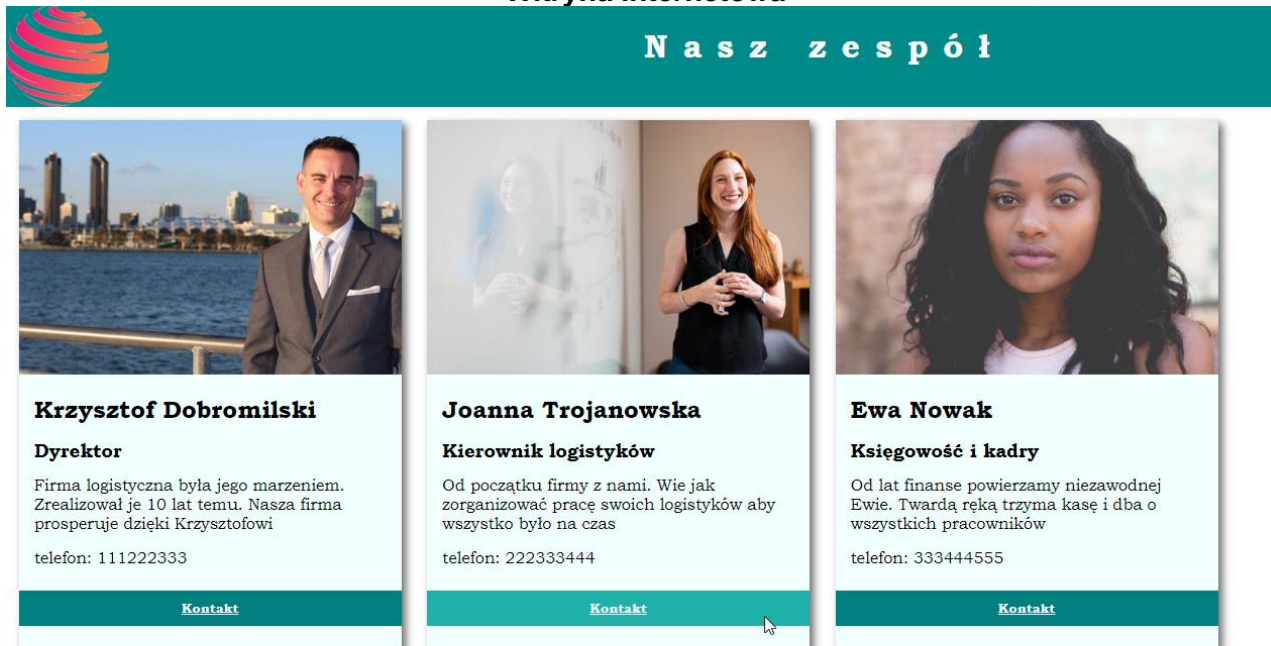 Witryna internetowa
Nasz zespół
Krzysztof Dobromilski
Dyrektor
Firma logistyczna była jego marzeniem.
Zrealizował je 10 lat temu. Nasza firma
prosperuje dzięki Krzysztofowi
telefon: 111222333
Kontakt
Joanna Trojanowska
Kierownik logistyków
Od początku firmy z nami. Wie jak
zorganizować pracę swoich logistyków aby
wszystko było na czas
telefon: 222333444
Kontakt
Ewa Nowak
Księgowość i kadry
Od lat finanse powierzamy niezawodnej
Ewie. Twardą ręką trzyma kasę i dba o
wszystkich pracowników
telefon: 333444555
Kontakt